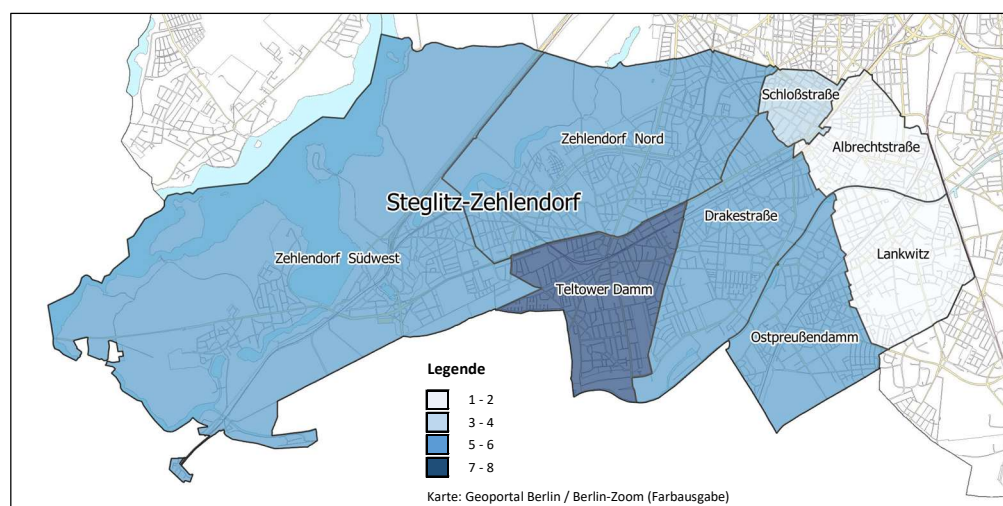 Schloßstraße
Zehlendorf Nord
Albrechtstraße
Steglitz-Zehlendorf
Drakestraße
Zehlendorf Südwest
Lankwitz
Teltower Damm
Ostpreußendamm
Legende
1 - 2
3 - 4
5 - 6
7 - 8
Karte: Geoportal Berlin / Berlin-Zoom (Farbausgabe)